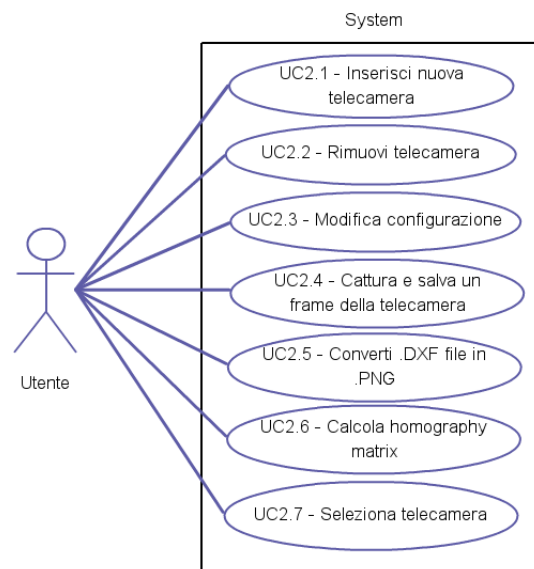 System
UC2.1 - Inserisci nuova
telecamera
UC2.2 - Rimuovi telecamera
UC2.3 - Modifica configurazione
UC2.4 - Cattura e salva un
frame della telecamera
UC2.5 - Converti .DXF file in
.PNG
Utente
UC2.6 - Calcola homography
matrix
UC2.7 - Seleziona telecamera